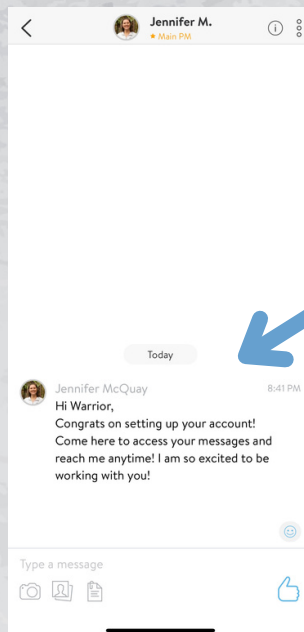 Jennifer M.
★ Main PM
Today
Jennifer McQuay 8:41 PM
Hi Warrior,
Congrats on setting up your account!
Come here to access your messages and
reach me anytime! I am so excited to be
working with you!
Type a message